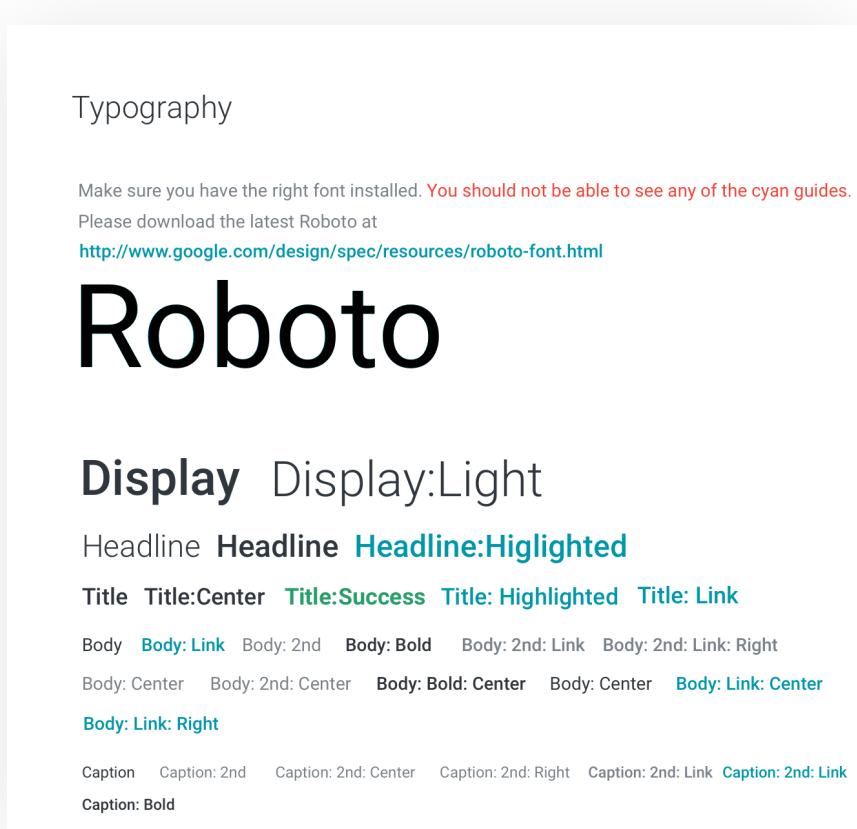 Typography
Make sure you have the right font installed. You should not be able to see any of the cyan guides.
Please download the latest Roboto at
http://www.google.com/design/spec/resources/roboto-font.html
Roboto
Display Display:Light
Headline Headline Headline:Higlighted
Title Title:Center Title:Success Title: Highlighted Title: Link
Body Body: Link Body: 2nd Body: Bold Body: 2nd: Link Body: 2nd: Link: Right
Body: Center Body: 2nd: Center Body: Bold: Center Body: Center Body: Link: Center
Body: Link: Right
Caption Caption: 2nd Caption: 2nd: Center Caption: 2nd: Right Caption: 2nd: Link Caption: 2nd: Link
Caption: Bold